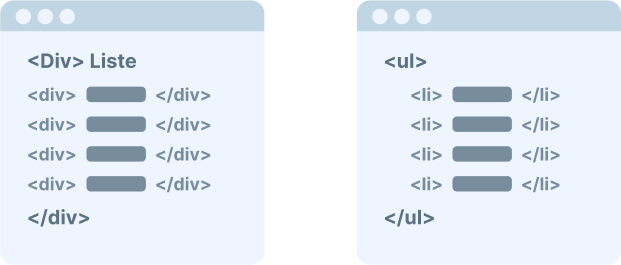 <Div> Liste
<div> </div>
<div> </div>
<div> </div>
<div> </div>
</div>
<ul>
<li> </li>
<li> </li>
<li> </li>
<li> </li>
</ul>